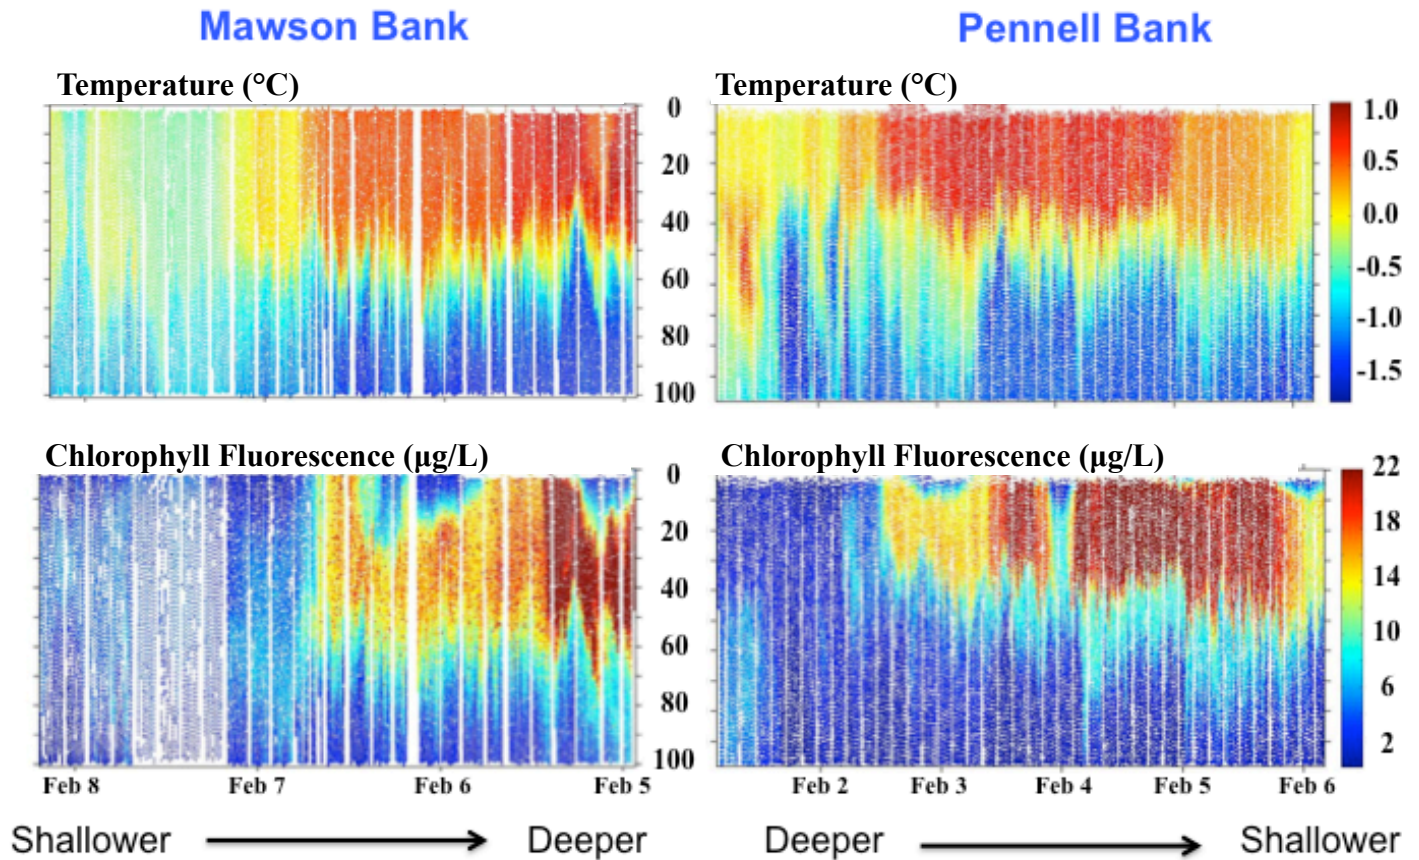 Mawson Bank
Pennell Bank
Temperature (°C)
Temperature (°C)
0
20
40
60
80
100
1.0
0.5
0.0
-0.5
-1.0
-1.5
Chlorophyll Fluorescence (µg/L)
Chlorophyll Fluorescence (µg/L)
0
20
40
60
80
100
22
18
14
10
6
2
Feb 8 Feb 7 Feb 6 Feb 5
Feb 2 Feb 3 Feb 4 Feb 5 Feb 6
Shallower Deeper
Deeper Shallower